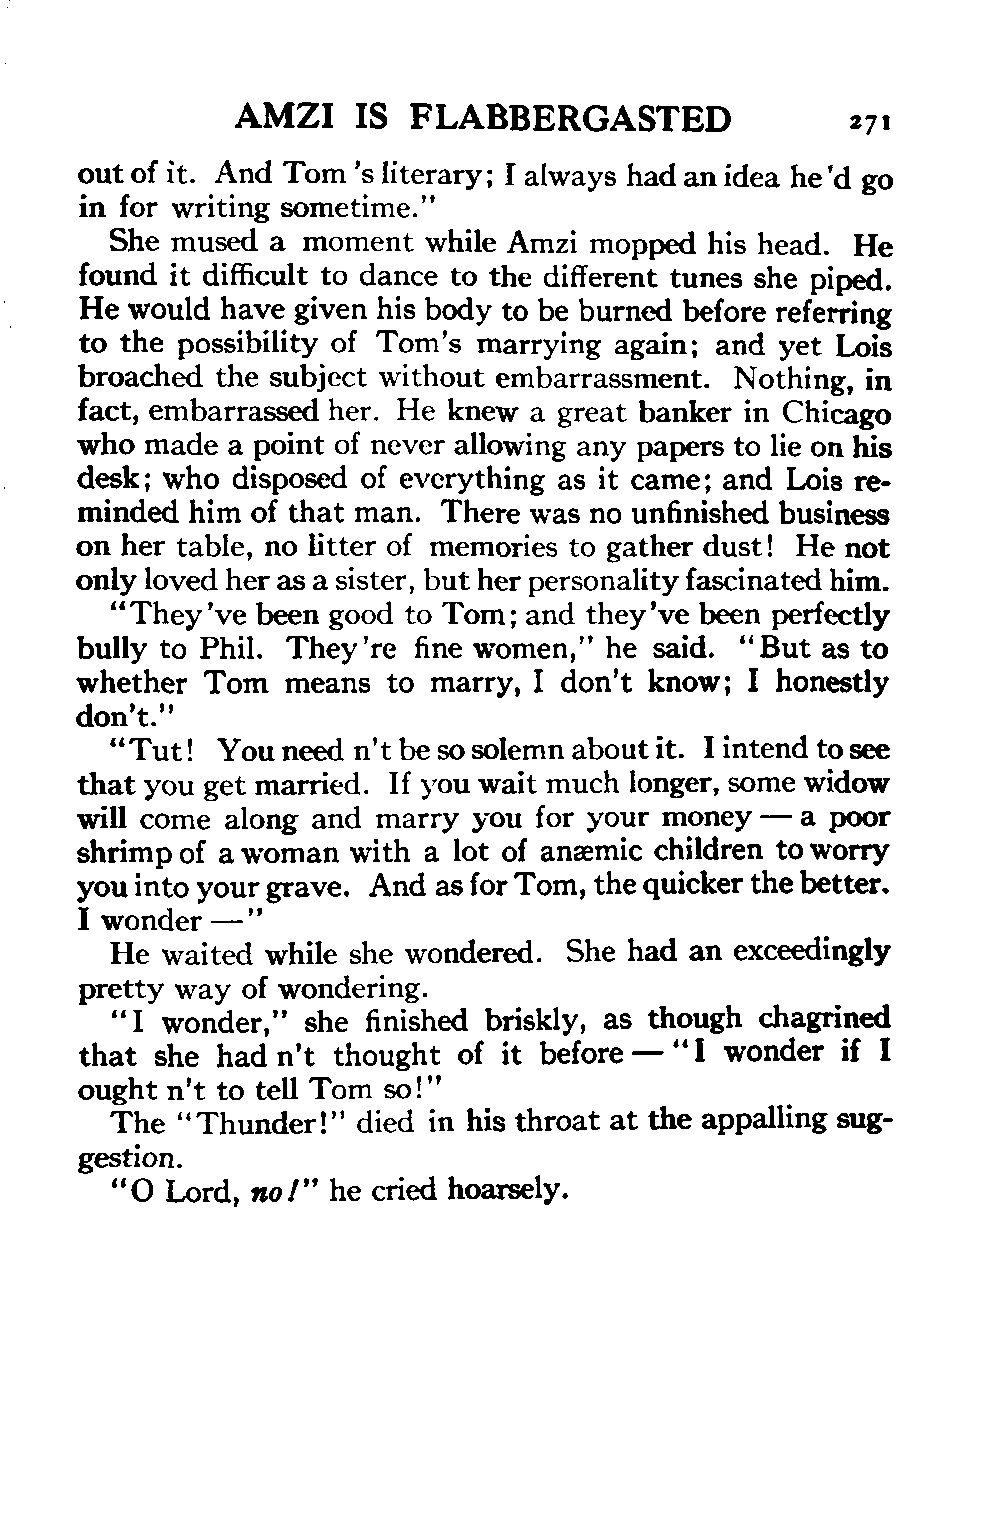 AMZI IS FLABBERGASTED 271
out of it. And Tom 's literary; I always had an idea he 'd go
in for writing sometime."
She mused a moment while Amzi mopped his head. He
found it difficult to dance to the different tunes she piped.
He would have given his body to be burned before referring
to the possibility of Tom's marrying again; and yet Lois
broached the subject without embarrassment. Nothing, in
fact, embarrassed her. He knew a great banker in Chicago
who made a point of never allowing any papers to lie on his
desk; who disposed of everything as it came; and Lois re-
minded him of that man. There was no unfinished business
on her table, no litter of memories to gather dust! He not
only loved her as a sister, but her personality fascinated him.
"They 've been good to Tom; and they 've been perfectly
bully to Phil. They 're fine women," he said. "But as to
whether Tom means to marry, I don't know; I honestly
don't."
"Tut! You need n't be so solemn about it. I intend to see
that you get married. If you wait much longer, some widow
will come along and marry you for your money — a poor
shrimp of a woman with a lot of anæmic children to worry
you into your grave. And as for Tom, the quicker the better.
I wonder —"
He waited while she wondered. She had an exceedingly
pretty way of wondering.
"I wonder," she finished briskly, as though chagrined
that she had n't thought of it before — "I wonder if I
ought n't to tell Tom so!"
The "Thunder!" died in his throat at the appalling sug-
gestion.
"O Lord, no!" he cried hoarsely.